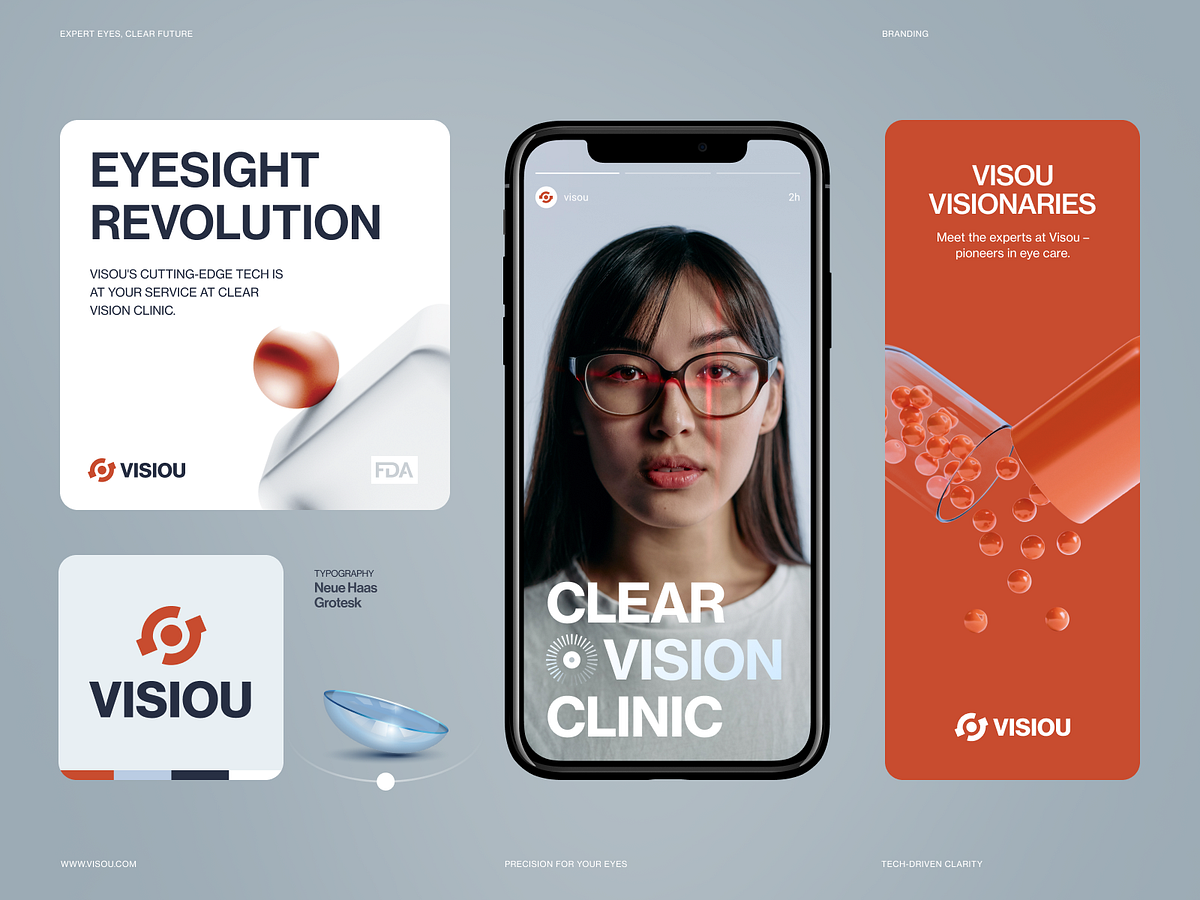 EXPERT EYES, CLEAR FUTURE
BRANDING
EYESIGHT
REVOLUTION
VISOU'S CUTTING-EDGE TECH IS
AT YOUR SERVICE AT CLEAR
VISION CLINIC.
VISIOU
FDA
VISIOU
TYPOGRAPHY
Neue Haas
Grotesk
visou
2h
CLEAR
VISION
CLINIC
VISOU
VISIONARIES
Meet the experts at Visou –
pioneers in eye care.
VISIOU
WWW.VISOU.COM
PRECISION FOR YOUR EYES
TECH-DRIVEN CLARITY